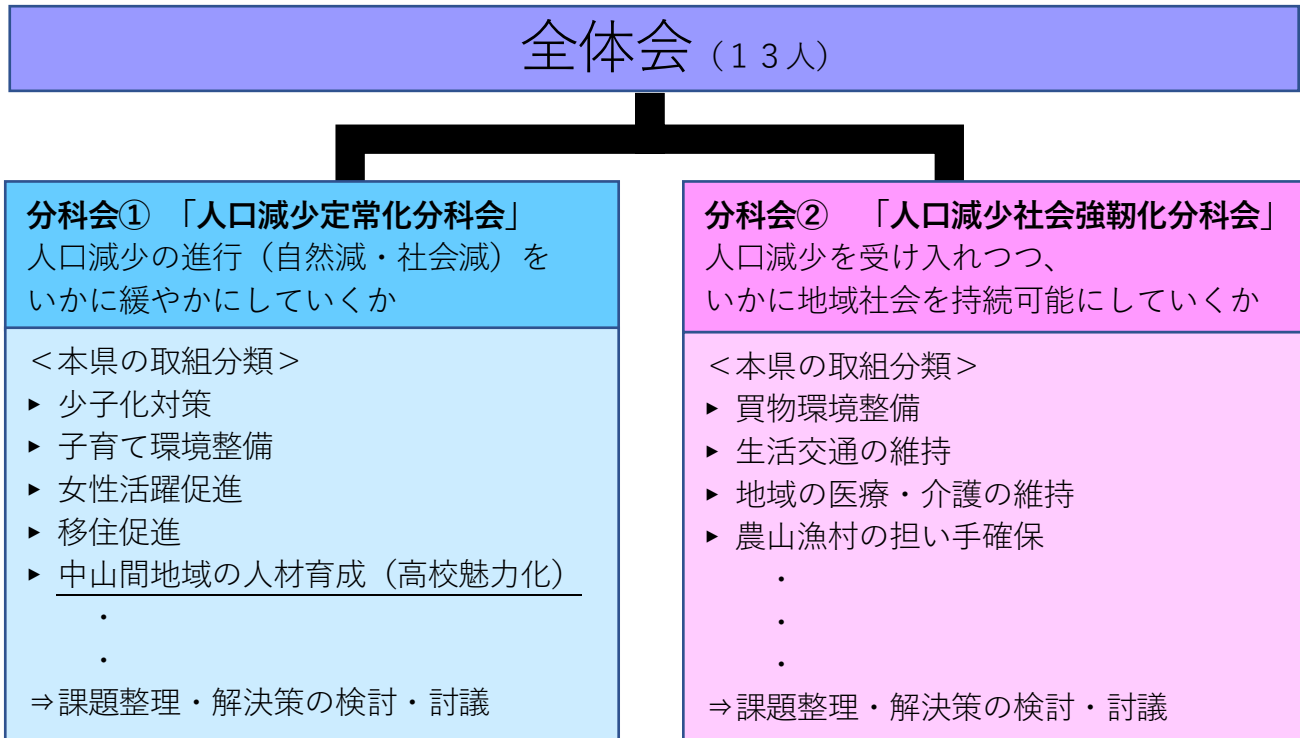 全体会（１３人）
分科会① 「人口減少定常化分科会」
人口減少の進行（自然減・社会減）を
いかに緩やかにしていくか
＜本県の取組分類＞
▸ 少子化対策
▸ 子育て環境整備
▸ 女性活躍促進
▸ 移住促進
▸ 中山間地域の人材育成（高校魅力化）
・
・
⇒課題整理・解決策の検討・討議
分科会② 「人口減少社会強靭化分科会」
人口減少を受け入れつつ、
いかに地域社会を持続可能にしていくか
＜本県の取組分類＞
▸ 買物環境整備
▸ 生活交通の維持
▸ 地域の医療・介護の維持
▸ 農山漁村の担い手確保
・
・
・
⇒課題整理・解決策の検討・討議